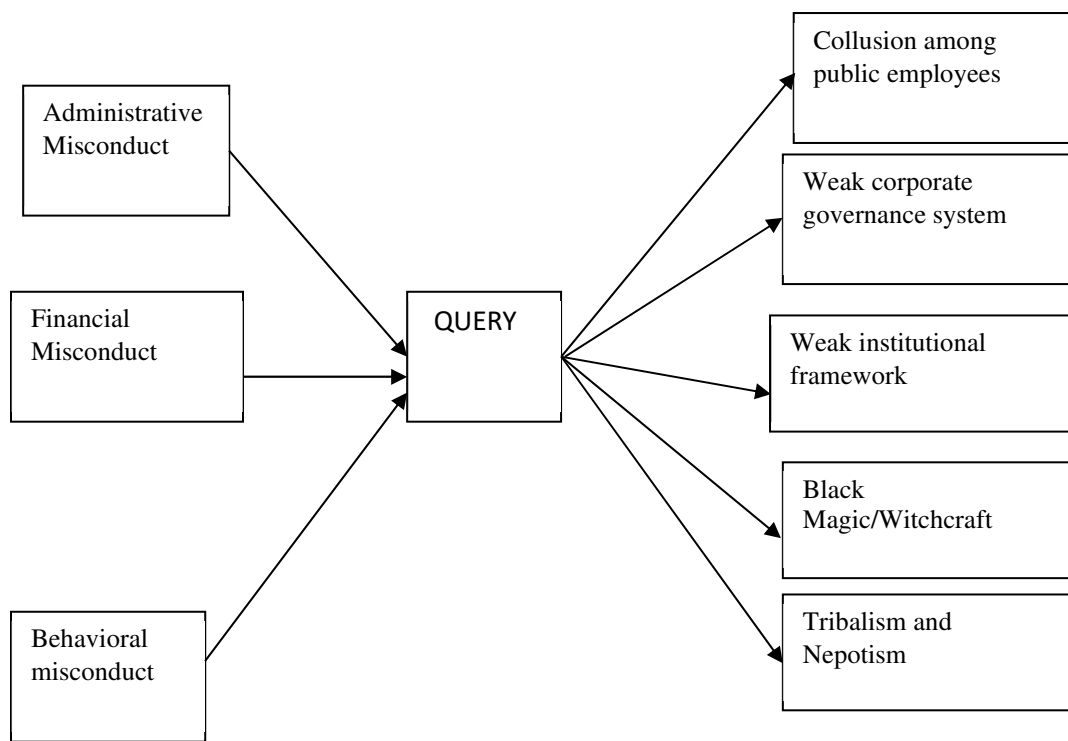 Administrative
Misconduct
Financial
Misconduct
Behavioral
misconduct
QUERY
Collusion among
public employees
Weak corporate
governance system
Weak institutional
framework
Black
Magic/Witchcraft
Tribalism and
Nepotism